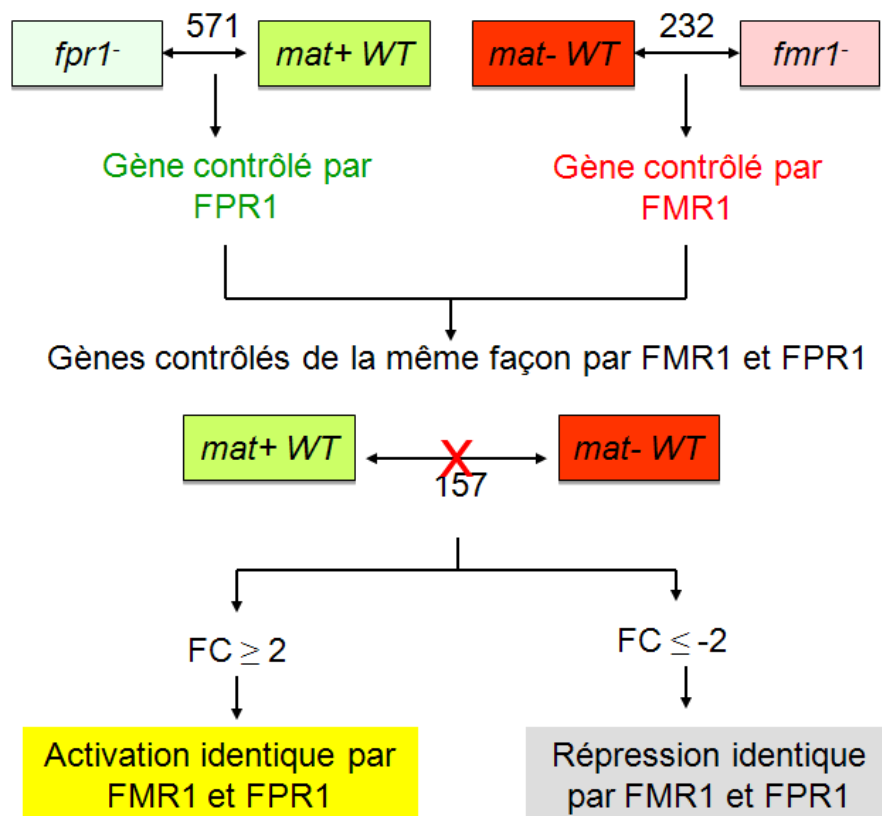 571
232
fpr1-
mat+ WT
mat- WT
fmr1-
Gène contrôlé par
FPR1
Gène contrôlé par
FMR1
Gènes contrôlés de la même façon par FMR1 et FPR1
mat+ WT
X
mat- WT
157
FC ≥ 2
FC ≤ -2
Activation identique par
FMR1 et FPR1
Répression identique
par FMR1 et FPR1